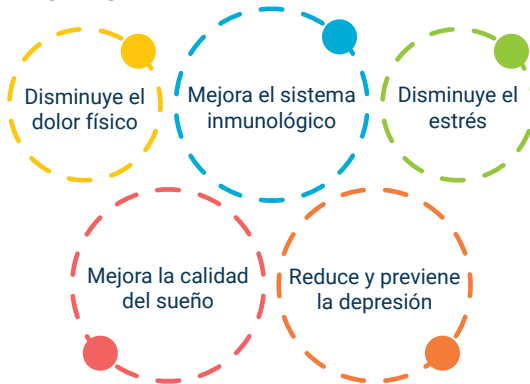 Disminuye el
dolor físico
Mejora el sistema
inmunológico
Disminuye el
estrés
Mejora la calidad
del sueño
Reduce y previene
la depresión